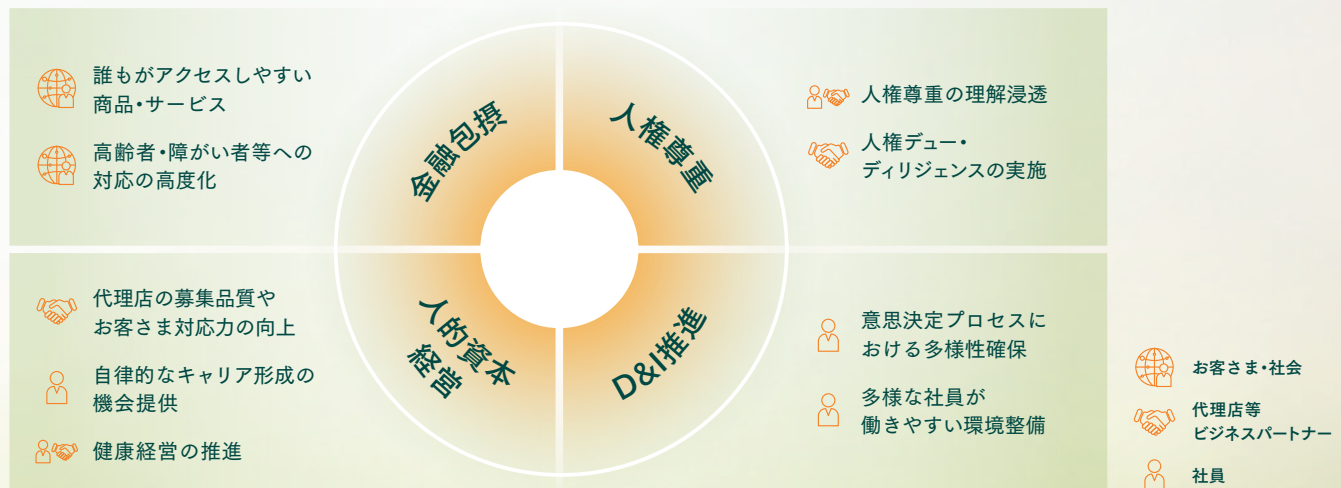 誰もがアクセスしやすい
商品・サービス
高齢者・障がい者等への
対応の高度化
金融包摂
人権尊重
人権尊重の理解浸透
人権デュー・
ディリジェンスの実施
代理店の募集品質や
お客さま対応力の向上
自律的なキャリア形成の
機会提供
健康経営の推進
人的資本
経営
D&I推進
意思決定プロセスに
おける多様性確保
多様な社員が
働きやすい環境整備
お客さま・社会
代理店等
ビジネスパートナー
社員